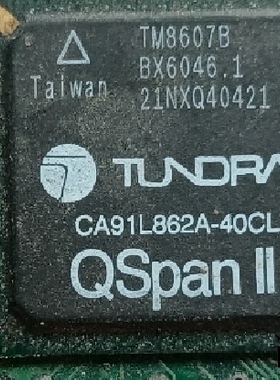 TM8607B
BX6046.1
Taiwan
21NXQ40421
TUNDRA
CA91L862A-40CL
QSpan II